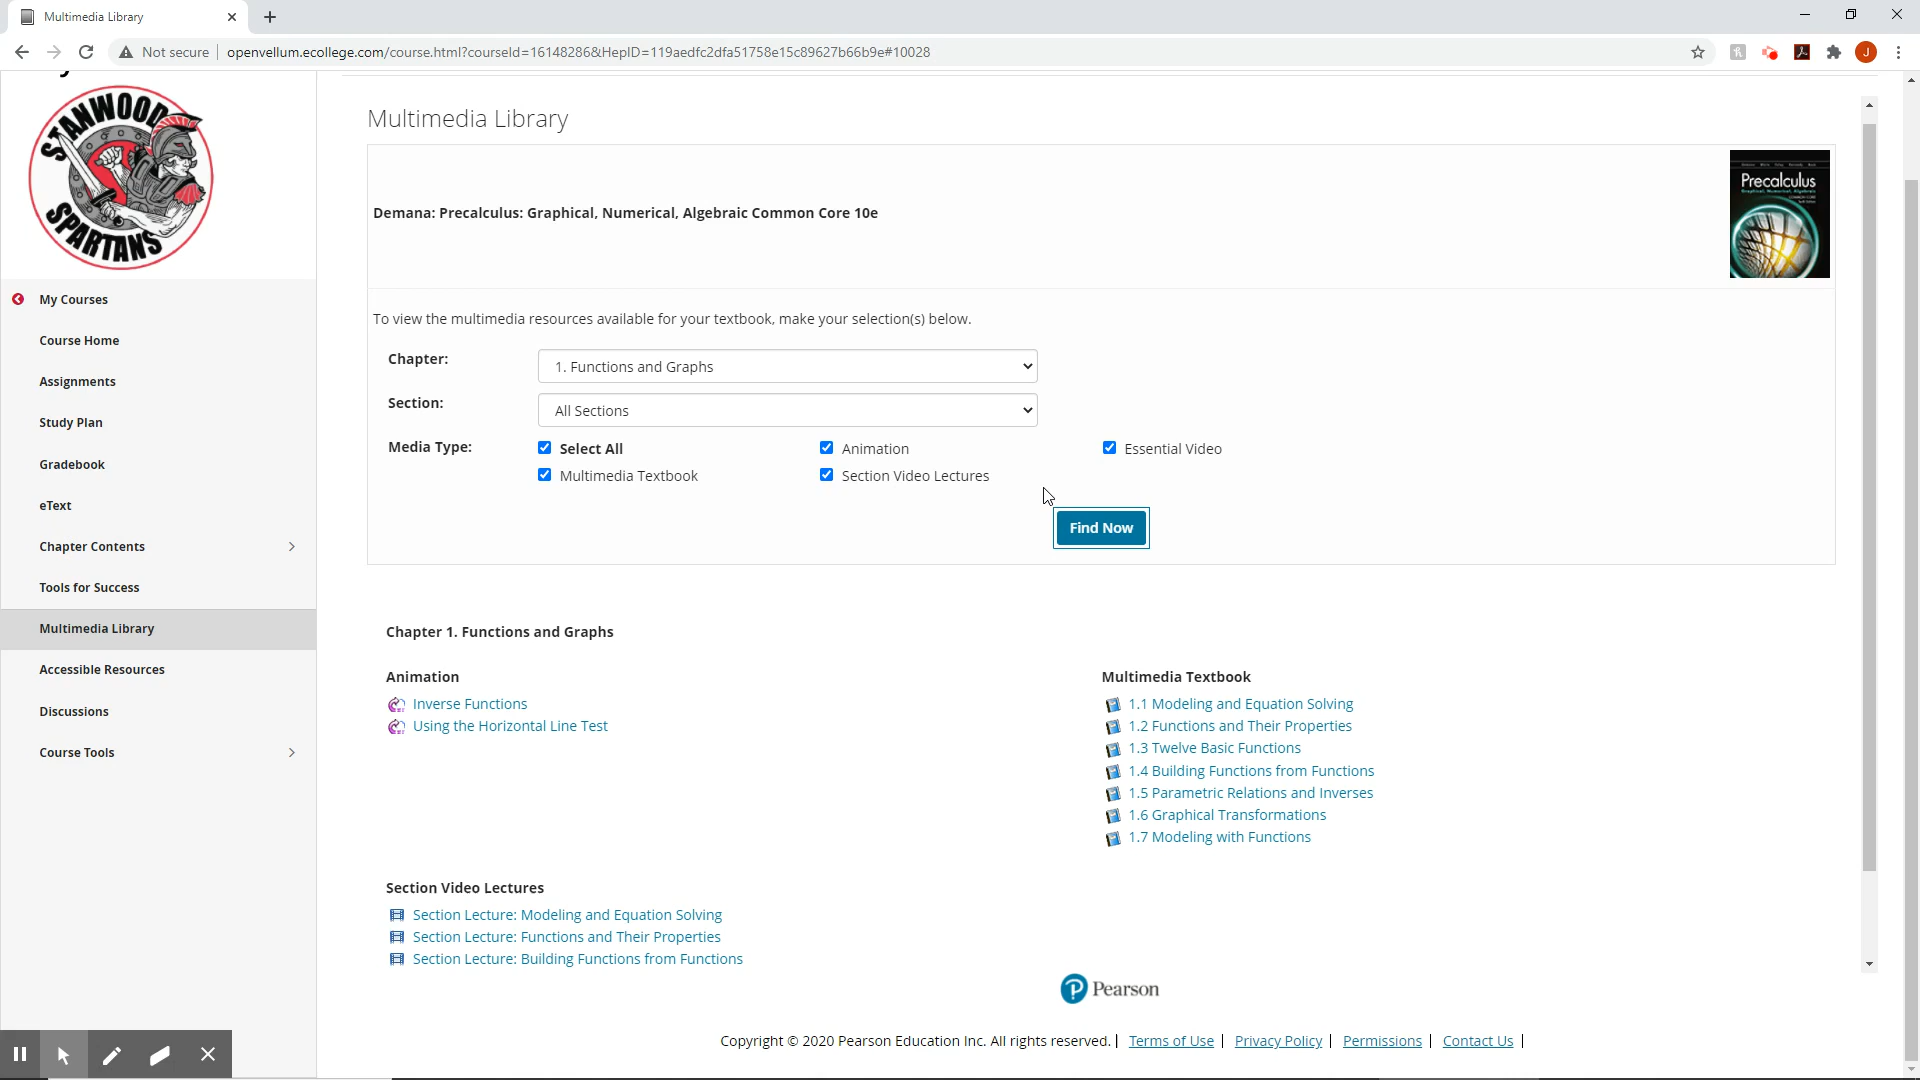 Multimedia Library
Not secure
openvellum.ecollege.com/course.html?courseId=16148286&HepID=119aedfc2dfa51758e15c89627b66b9e#10028
J
STANWOOD
SPARTANS
My Courses
Course Home
Assignments
Study Plan
Gradebook
eText
Chapter Contents
Tools for Success
Multimedia Library
Accessible Resources
Discussions
Course Tools
Multimedia Library
Demana: Precalculus: Graphical, Numerical, Algebraic Common Core 10e
Precalculus
Graphical, Numerical, Algebraic
To view the multimedia resources available for your textbook, make your selection(s) below.
Chapter:
1. Functions and Graphs
Section:
All Sections
Media Type:
Select All
Animation
Essential Video
Multimedia Textbook
Section Video Lectures
Find Now
Chapter 1. Functions and Graphs
Animation
Inverse Functions
Using the Horizontal Line Test
Multimedia Textbook
1.1 Modeling and Equation Solving
1.2 Functions and Their Properties
1.3 Twelve Basic Functions
1.4 Building Functions from Functions
1.5 Parametric Relations and Inverses
1.6 Graphical Transformations
1.7 Modeling with Functions
Section Video Lectures
Section Lecture: Modeling and Equation Solving
Section Lecture: Functions and Their Properties
Section Lecture: Building Functions from Functions
P Pearson
Copyright © 2020 Pearson Education Inc. All rights reserved. | Terms of Use | Privacy Policy | Permissions | Contact Us |